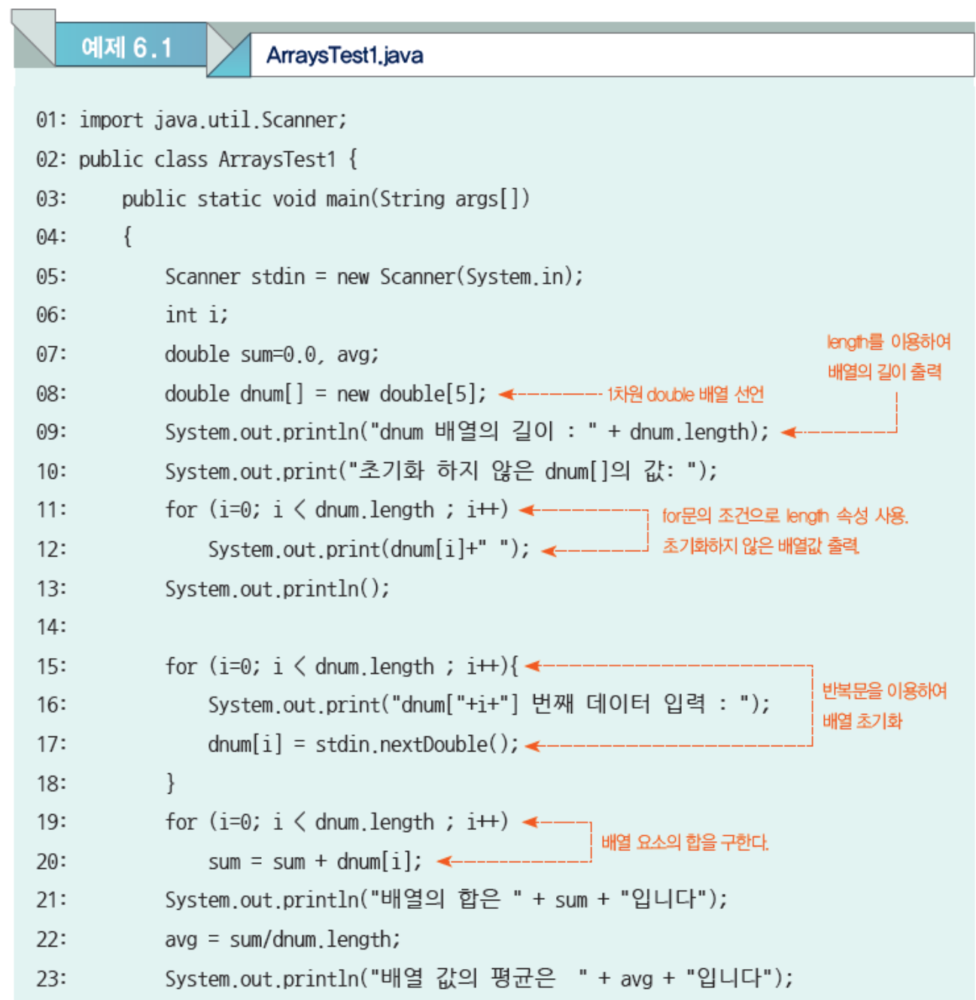 예제 6.1
ArraysTest1.java
01: import java.util.Scanner;
02: public class ArraysTest1 {
03: public static void main(String args[])
04: {
05: Scanner stdin = new Scanner(System.in);
06: int i;
length를 이용하여
07: double sum=0.0, avg;
배열의 길이 출력
08: double dnum[] = new double[5]; 1차원 double 배열 선언
09: System.out.println("dnum 배열의 길이 : " + dnum.length);
10: System.out.print("초기화 하지 않은 dnum[]의 값: ");
11: for (i=0; i < dnum.length ; i++) for문의 조건으로 length 속성 사용.
12: System.out.print(dnum[i]+" "); 초기화하지 않은 배열값 출력.
13: System.out.println();
14:
15: for (i=0; i < dnum.length ; i++){
반복문을 이용하여
16: System.out.print("dnum["+i+"] 번째 데이터 입력 : ");
배열 초기화
17: dnum[i] = stdin.nextDouble();
18: }
19: for (i=0; i < dnum.length ; i++)
배열 요소의 합을 구한다.
20: sum = sum + dnum[i];
21: System.out.println("배열의 합은 " + sum + "입니다");
22: avg = sum/dnum.length;
23: System.out.println("배열 값의 평균은  " + avg + "입니다");